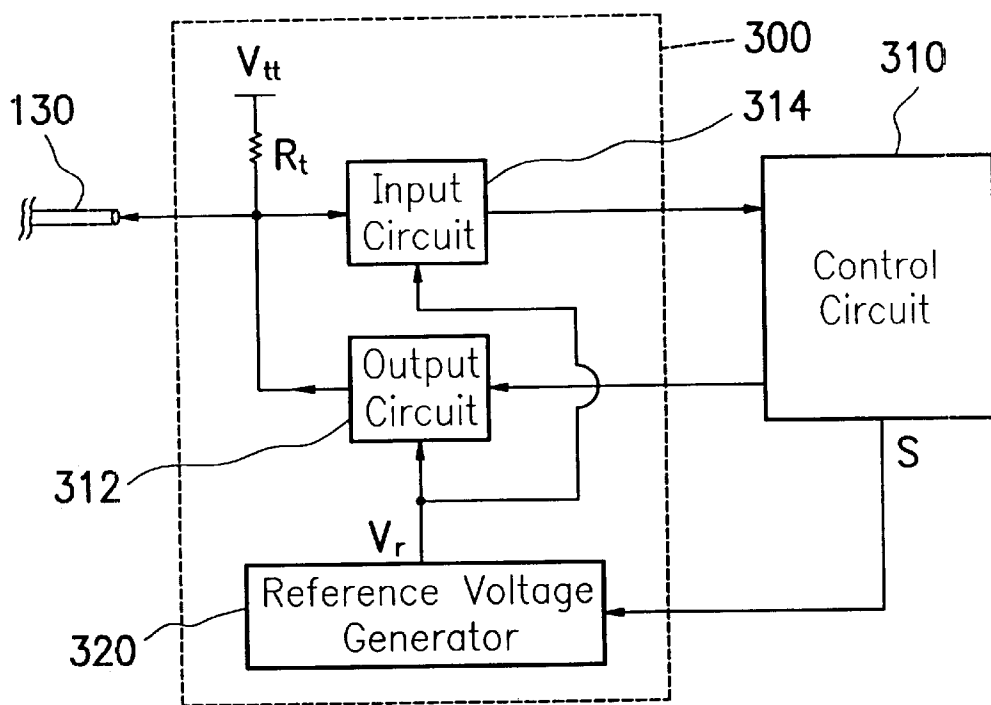 300
310
314
V_tt
130
R_t
Input
Circuit
Control
Circuit
Output
Circuit
S
312
V_r
Reference Voltage
Generator
320